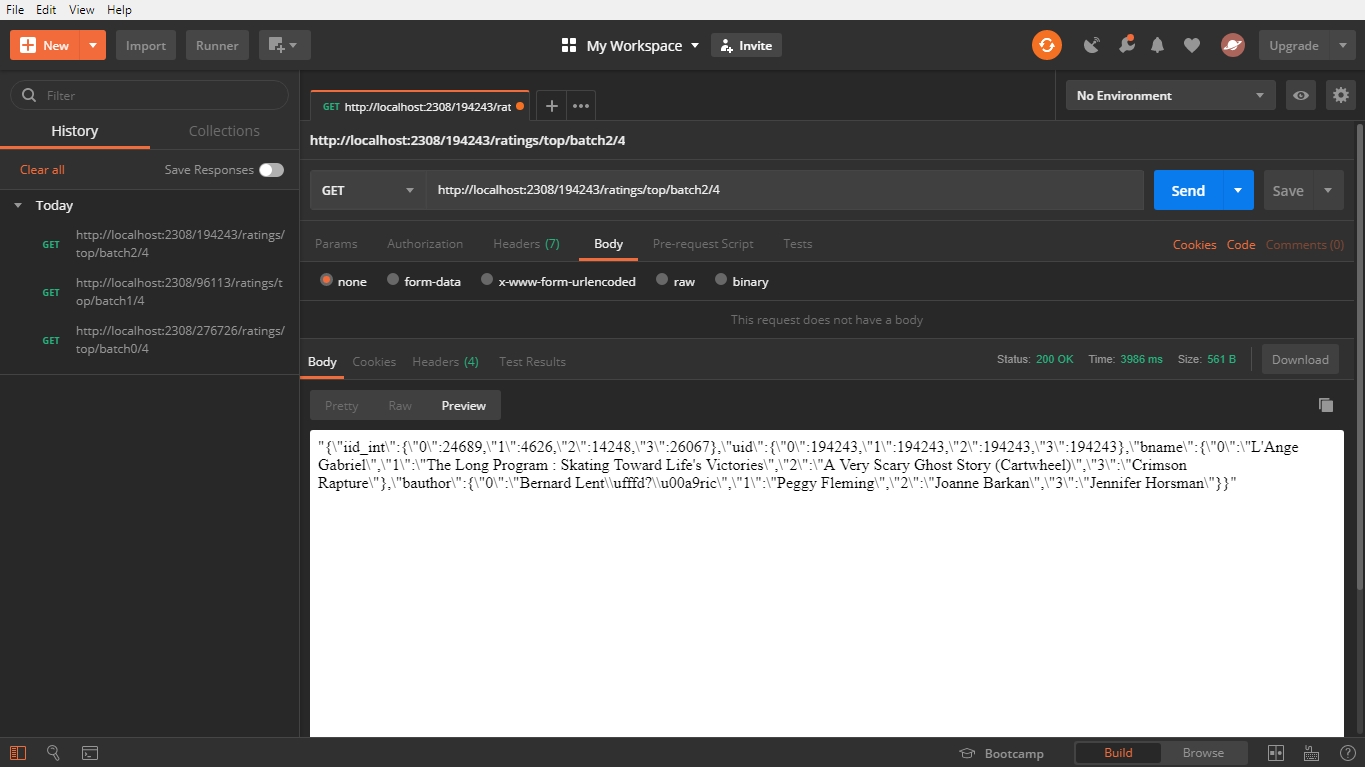 File Edit View Help
New Import Runner My Workspace Invite Upgrade
Filter
GET http://localhost:2308/194243/rat
No Environment
History Collections
http://localhost:2308/194243/ratings/top/batch2/4
Clear all Save Responses
GET http://localhost:2308/194243/ratings/top/batch2/4 Send Save
Today
GET http://localhost:2308/194243/ratings/
top/batch2/4
GET http://localhost:2308/96113/ratings/t
op/batch1/4
GET http://localhost:2308/276726/ratings/
top/batch0/4
Params Authorization Headers (7) Body Pre-request Script Tests Cookies Code Comments (0)
none form-data x-www-form-urlencoded raw binary
This request does not have a body
Body Cookies Headers (4) Test Results Status: 200 OK Time: 3986 ms Size: 561 B Download
Pretty Raw Preview
"{\"iid_int\":{\"0\":24689,\"1\":4626,\"2\":14248,\"3\":26067},\"uid\":{\"0\":194243,\"1\":194243,\"2\":194243,\"3\":194243},\"bname\":{\"0\":\"L'Ange
Gabriel\",\"1\":\"The Long Program : Skating Toward Life's Victories\",\"2\":\"A Very Scary Ghost Story (Cartwheel)\",\"3\":\"Crimson
Rapture\"},\"bauthor\":{\"0\":\"Bernard Lent\\ufffd?\\u00a9ric\",\"1\":\"Peggy Fleming\",\"2\":\"Joanne Barkan\",\"3\":\"Jennifer Horsman\"}}"
Bootcamp Build Browse